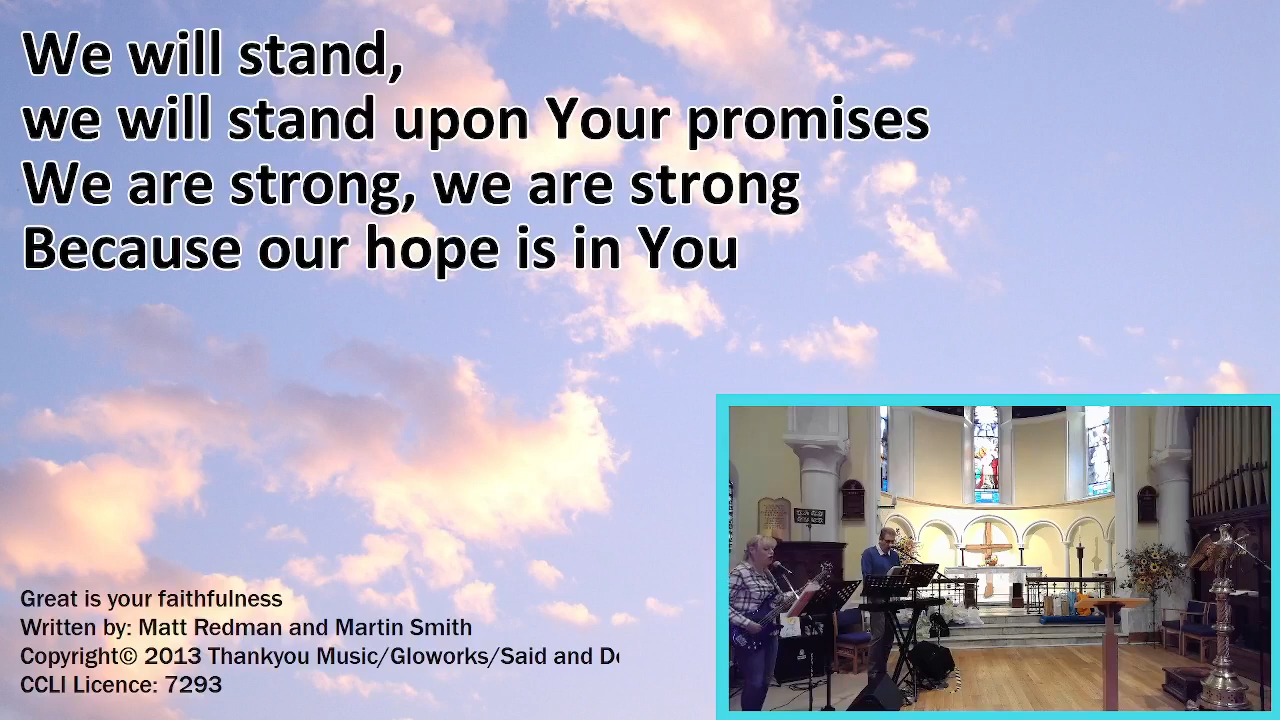 We will stand,
we will stand upon Your promises
We are strong, we are strong
Because our hope is in You
Great is your faithfulness
Written by: Matt Redman and Martin Smith
Copyright© 2013 Thankyou Music/Gloworks/Said and D
CCLI Licence: 7293